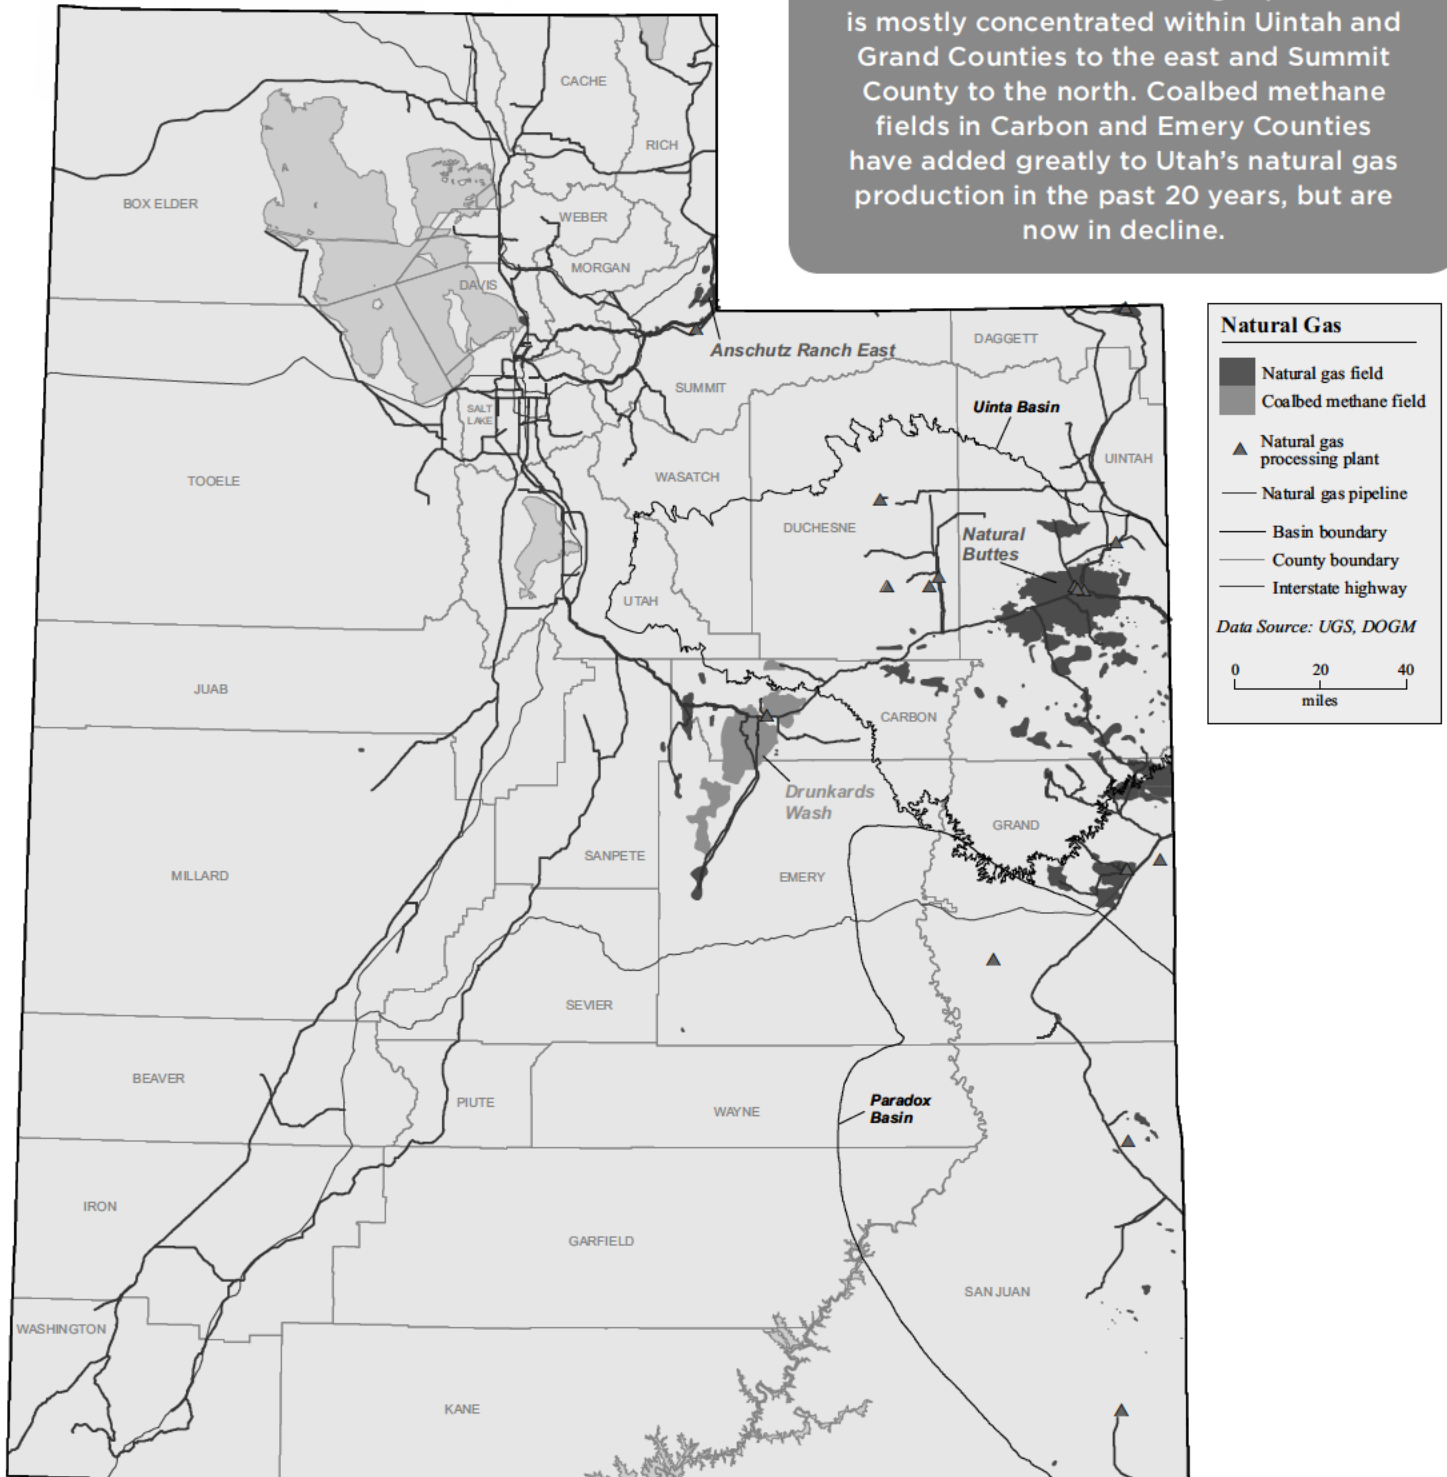 is mostly concentrated within Uintah and
Grand Counties to the east and Summit
County to the north. Coalbed methane
fields in Carbon and Emery Counties
have added greatly to Utah's natural gas
production in the past 20 years, but are
now in decline.
CACHE
RICH
BOX ELDER
WEBER
MORGAN
DAVIS
Anschutz Ranch East
DAGGETT
SUMMIT
SALT
LAKE
Uinta Basin
UINTAH
TOOELE
WASATCH
DUCHESNE
Natural
Buttes
UTAH
JUAB
CARBON
Drunkards
Wash
GRAND
SANPETE
EMERY
MILLARD
SEVIER
BEAVER
PIUTE
WAYNE
Paradox
Basin
IRON
GARFIELD
SAN JUAN
WASHINGTON
KANE
Natural Gas
Natural gas field
Coalbed methane field
Natural gas
processing plant
Natural gas pipeline
Basin boundary
County boundary
Interstate highway
Data Source: UGS, DOGM
0 20 40
miles